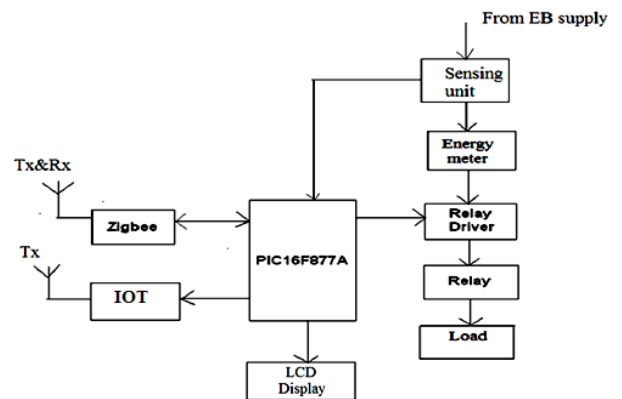 From EB supply
Sensing
unit
Energy
meter
Tx&Rx
Zigbee
Relay
Driver
Tx
PIC16F877A
IOT
Relay
Load
LCD
Display